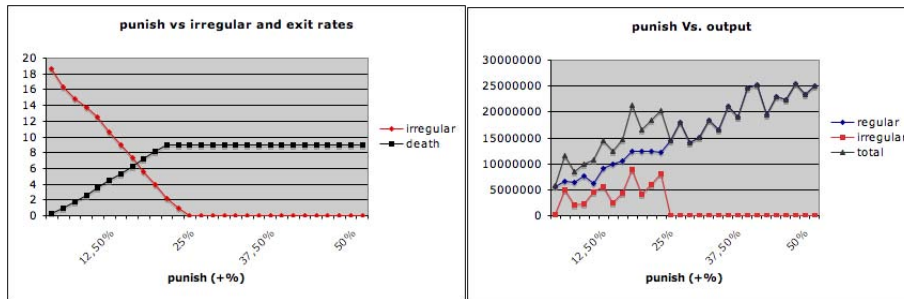 punish vs irregular and exit rates
20
18
16
14
12
10
8
6
4
2
0
irregular
death
12,50%
25%
37,50%
50%
punish (+%)
punish Vs. output
30000000
25000000
20000000
15000000
10000000
5000000
0
regular
irregular
total
12,50%
25%
37,50%
50%
punish (+%)